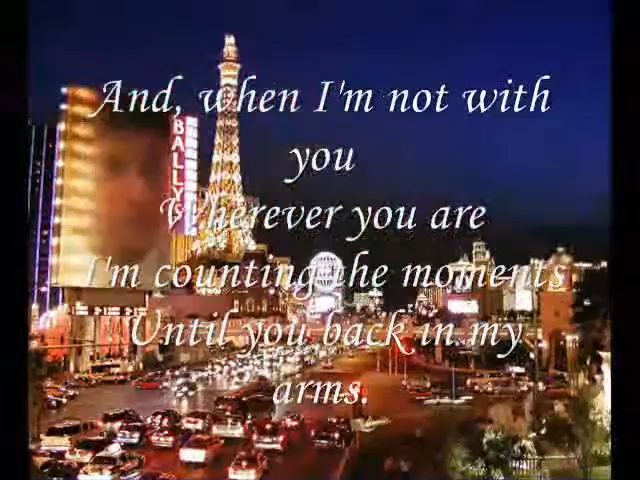 And, when I'm not with
you
Wherever you are
I'm counting the moments
Until you back in my
arms.
BALLY'S